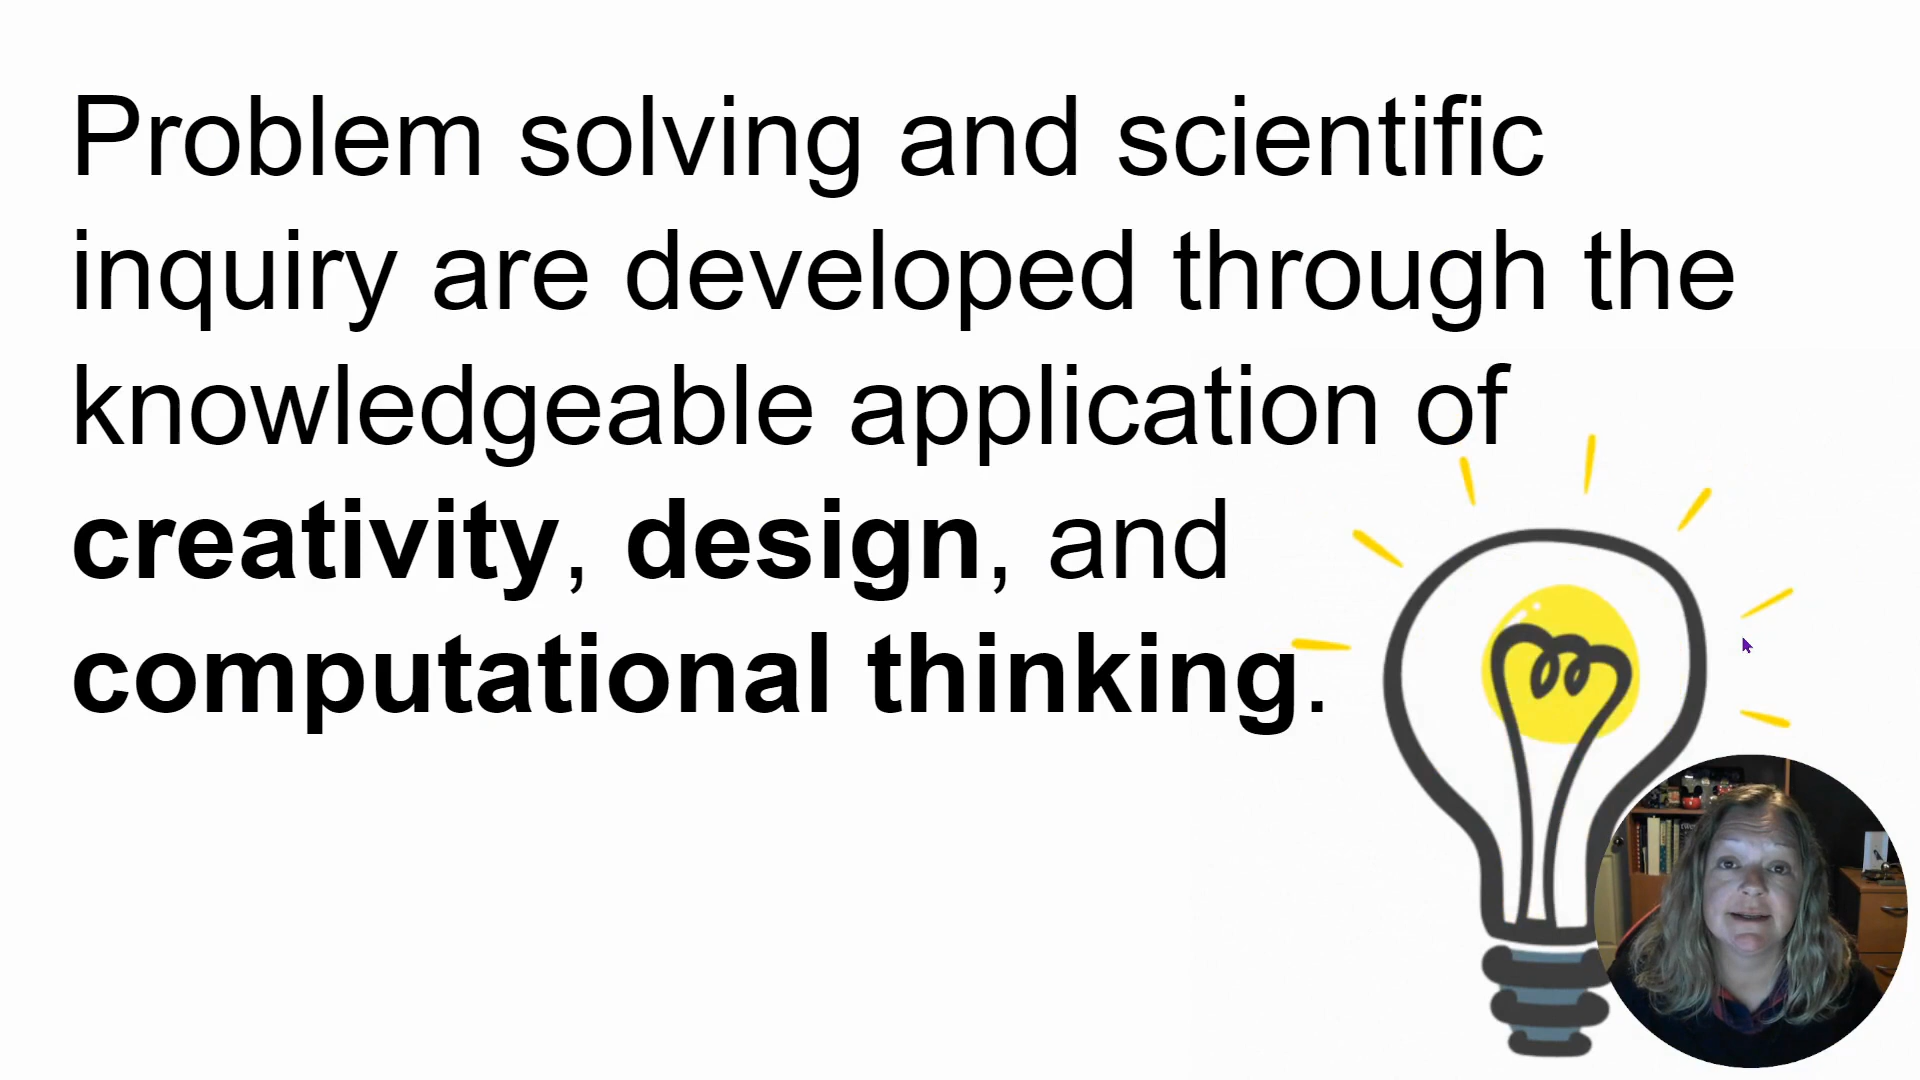 Problem solving and scientific
inquiry are developed through the
knowledgeable application of
creativity, design, and
computational thinking.